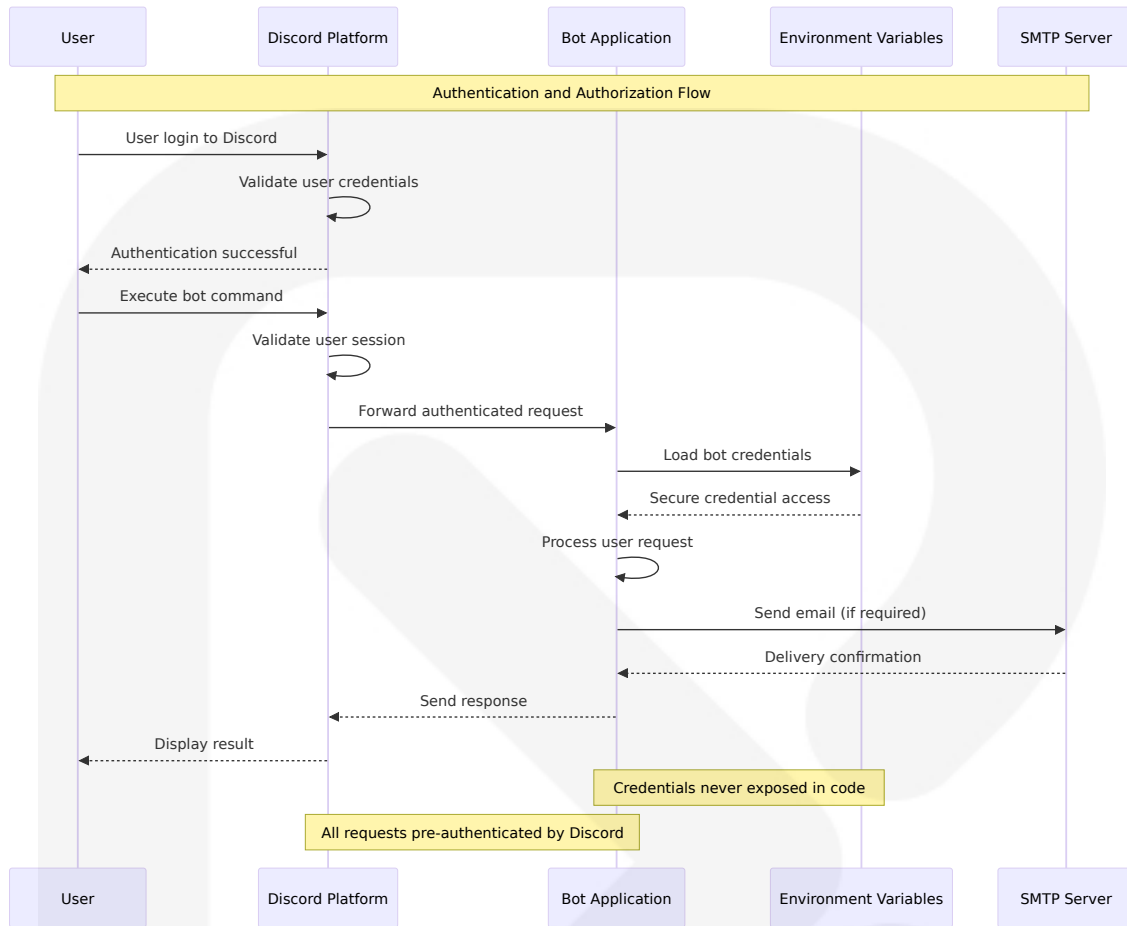 User
Discord Platform
Bot Application
Environment Variables
SMTP Server
Authentication and Authorization Flow
User login to Discord
Validate user credentials
Authentication successful
Execute bot command
Validate user session
Forward authenticated request
Load bot credentials
Secure credential access
Process user request
Send email (if required)
Delivery confirmation
Send response
Display result
Credentials never exposed in code
All requests pre-authenticated by Discord
User
Discord Platform
Bot Application
Environment Variables
SMTP Server